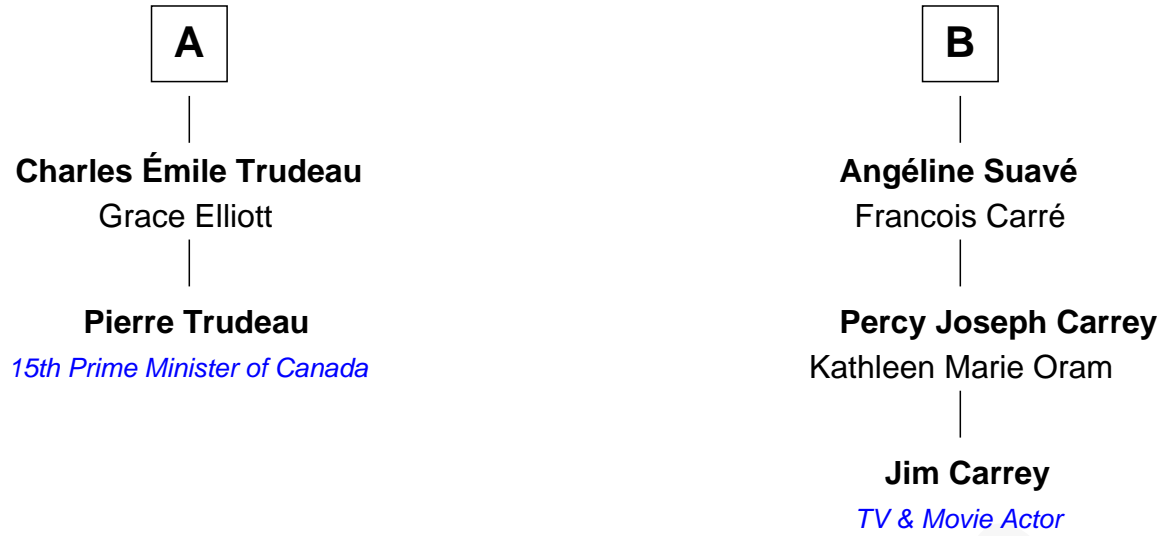 A
Charles Émile Trudeau
Grace Elliott
Pierre Trudeau
15th Prime Minister of Canada
B
Angéline Suavé
Francois Carré
Percy Joseph Carrey
Kathleen Marie Oram
Jim Carrey
TV & Movie Actor